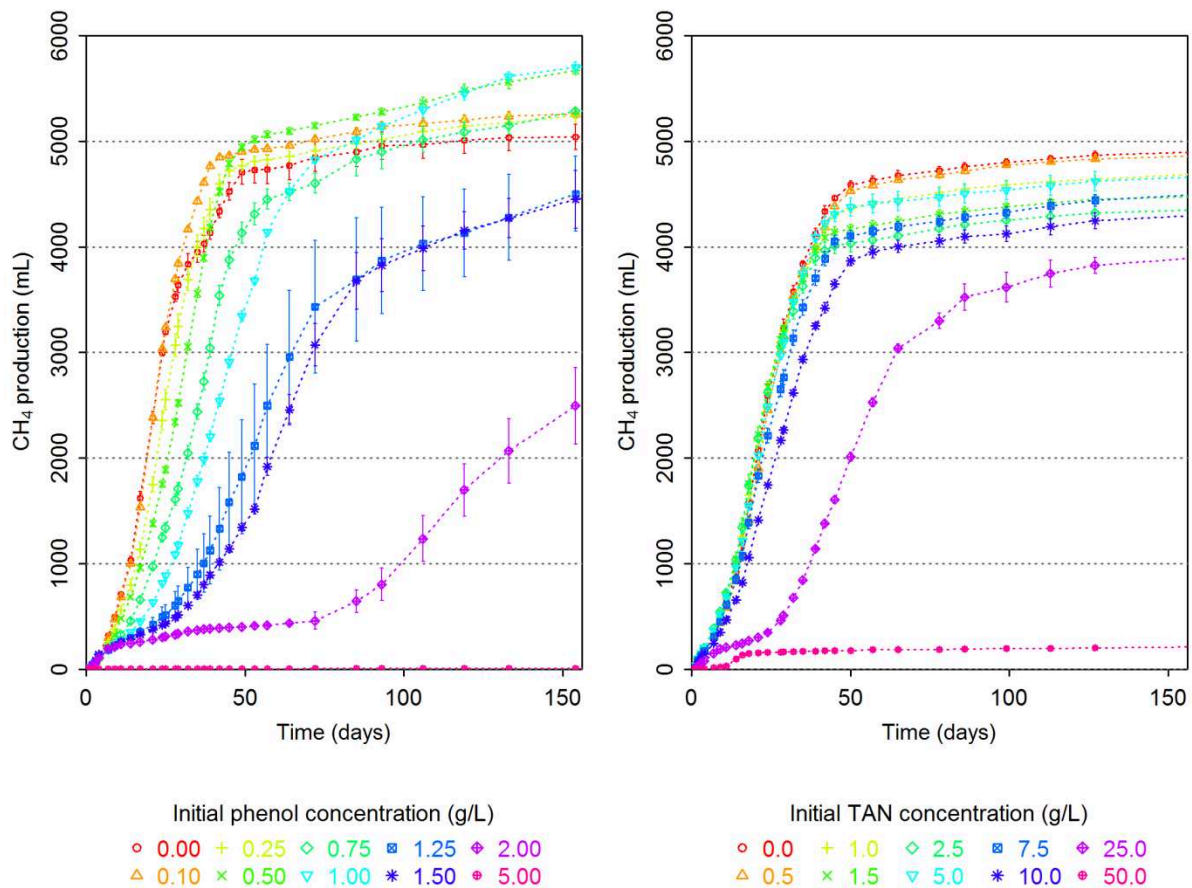 CH4 production (mL)
6000
5000
4000
3000
2000
1000
0
0 50 100 150
Time (days)
Initial phenol concentration (g/L)
0.00 0.25 0.75 1.25 2.00
0.10 0.50 1.00 1.50 5.00
CH4 production (mL)
6000
5000
4000
3000
2000
1000
0
0 50 100 150
Time (days)
Initial TAN concentration (g/L)
0.0 1.0 2.5 7.5 25.0
0.5 1.5 5.0 10.0 50.0